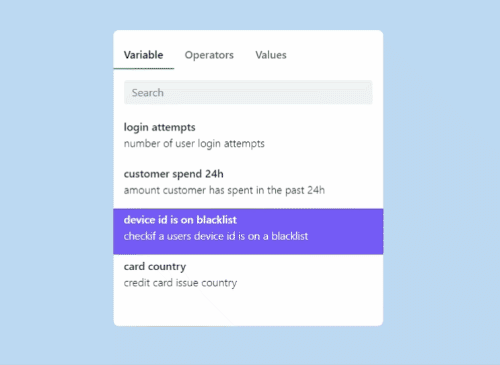 Variable Operators Values
Search
login attempts
number of user login attempts
customer spend 24h
amount customer has spent in the past 24h
device id is on blacklist
checkif a users device id is on a blacklist
card country
credit card issue country